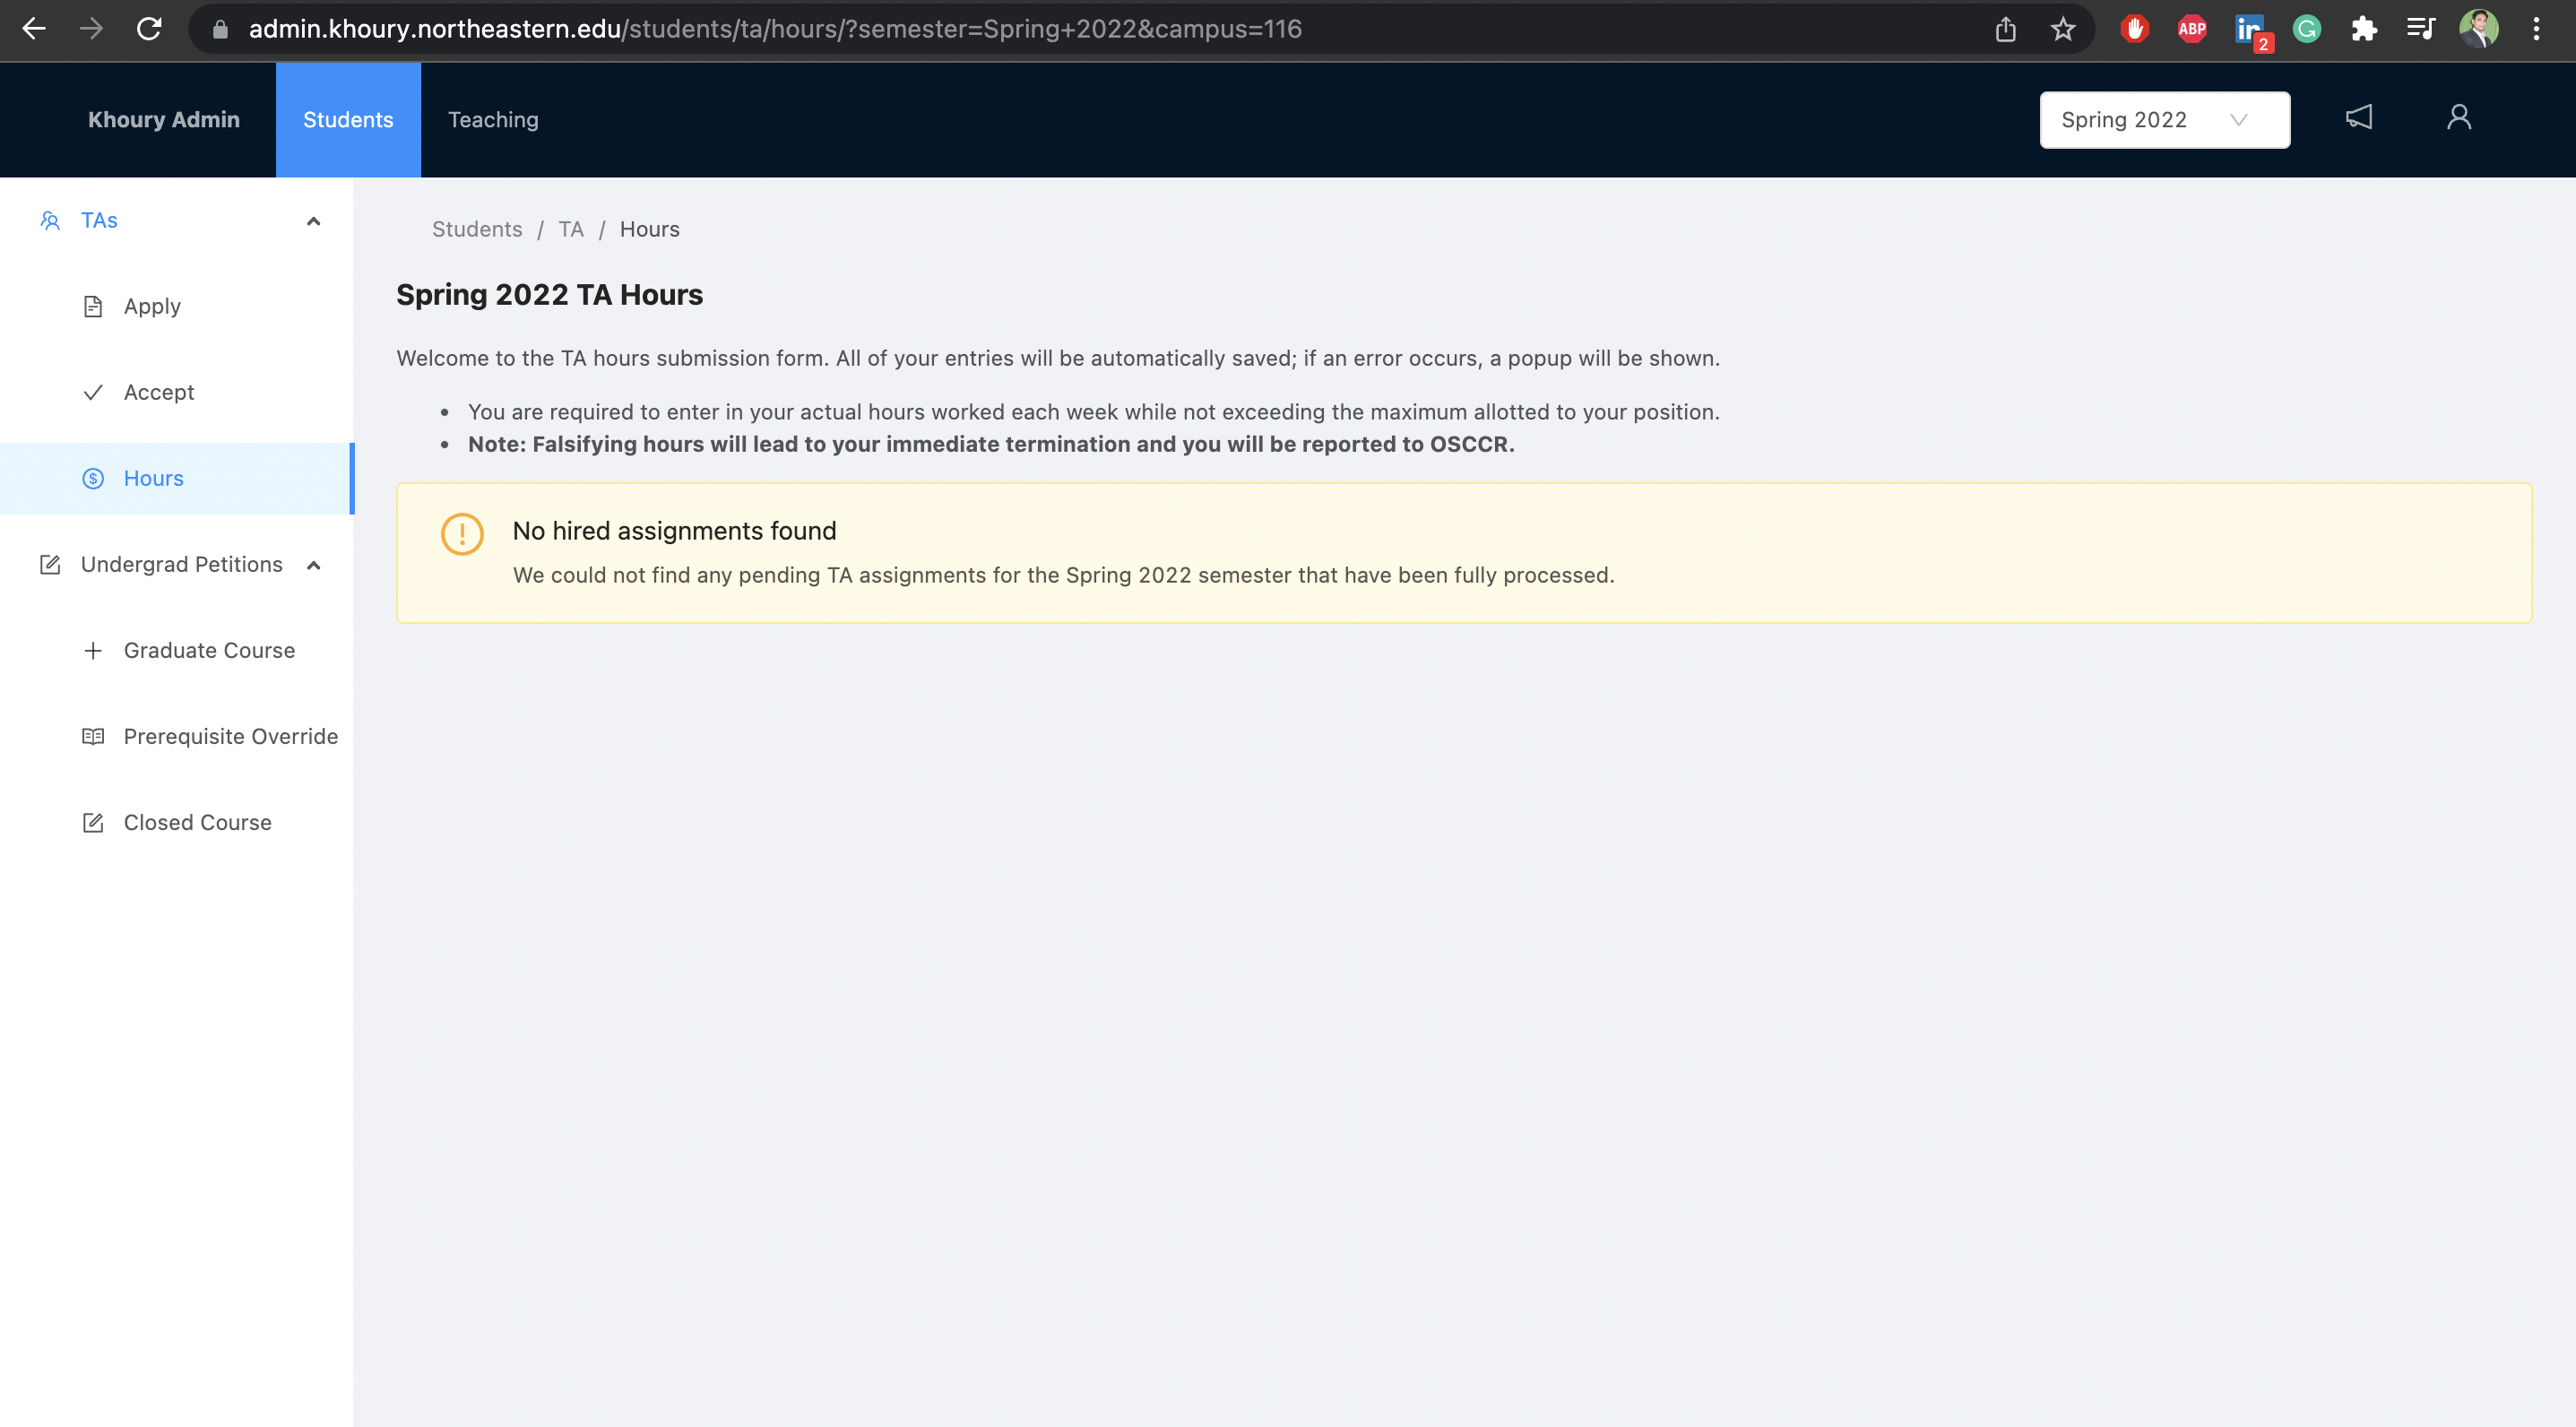 admin.khoury.northeastern.edu/students/ta/hours/?semester=Spring+2022&campus=116
ABP
in
2
G
Khoury Admin
Students
Teaching
Spring 2022
TAs
Apply
Accept
Hours
Undergrad Petitions
Graduate Course
Prerequisite Override
Closed Course
Students / TA / Hours
Spring 2022 TA Hours
Welcome to the TA hours submission form. All of your entries will be automatically saved; if an error occurs, a popup will be shown.
• You are required to enter in your actual hours worked each week while not exceeding the maximum allotted to your position.
• Note: Falsifying hours will lead to your immediate termination and you will be reported to OSCCR.
No hired assignments found
We could not find any pending TA assignments for the Spring 2022 semester that have been fully processed.